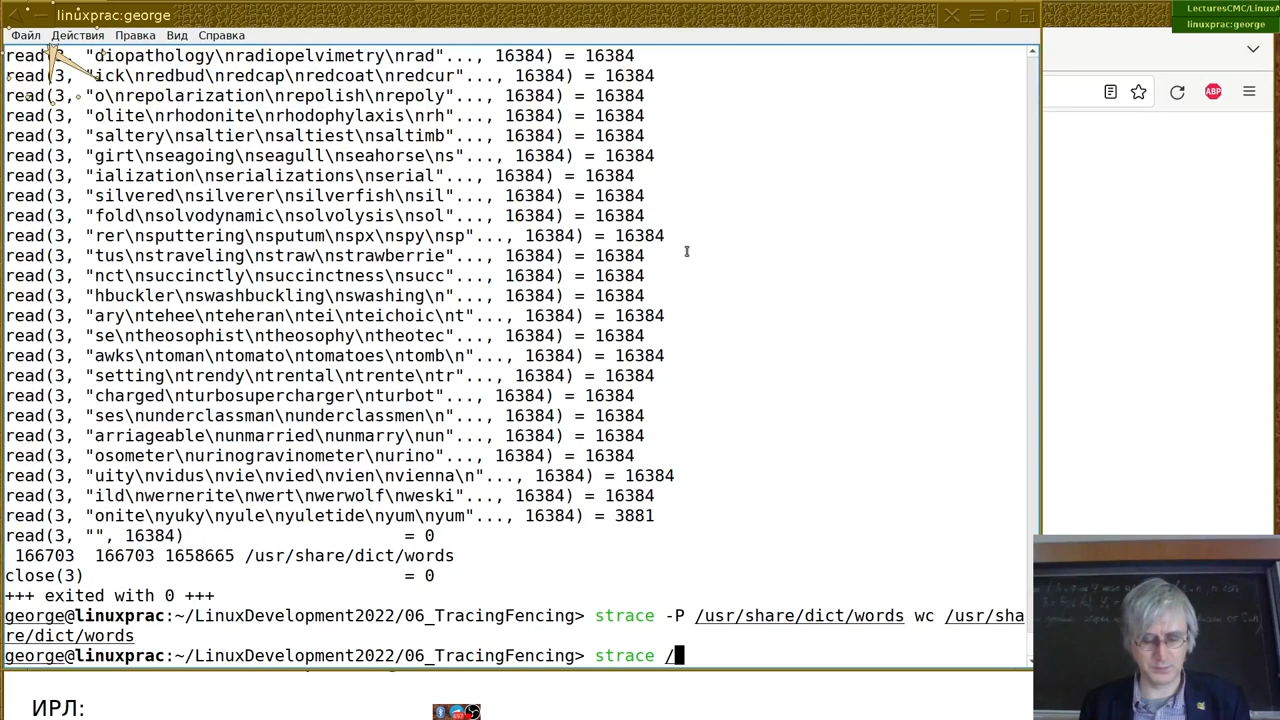 linuxprac:george
LecturesCMC/LinuxA
linuxprac:george
Файл Действия Правка Вид Справка
read(3, "diopathology\nradiopelvimetry\nrad"..., 16384) = 16384
read(3, "ick\nredbud\nredcap\nredcoat\nredcur"..., 16384) = 16384
read(3, "o\nrepolarization\nrepolish\nrepoly"..., 16384) = 16384
read(3, "olite\nrhodonite\nrhodophylaxis\nrh"..., 16384) = 16384
read(3, "saltery\nsaltier\nsaltiest\nsaltimb"..., 16384) = 16384
read(3, "girt\nseagoing\nseagull\nseahorse\ns"..., 16384) = 16384
read(3, "ialization\nserializations\nserial"..., 16384) = 16384
read(3, "silvered\nsilverer\nsilverfish\nsil"..., 16384) = 16384
read(3, "fold\nsolvodynamic\nsolvolysis\nsol"..., 16384) = 16384
read(3, "rer\nsputtering\nsputum\nspx\nspy\nsp"..., 16384) = 16384
read(3, "tus\nstraveling\nstraw\nstrawberrie"..., 16384) = 16384
read(3, "nct\nsuccinctly\nsuccinctness\nsucc"..., 16384) = 16384
read(3, "hbuckler\nswashbuckling\nswashing\n"..., 16384) = 16384
read(3, "ary\ntehee\nteheran\ntei\nteichoic\nt"..., 16384) = 16384
read(3, "se\ntheosophist\ntheosophy\ntheotec"..., 16384) = 16384
read(3, "awks\ntoman\ntomato\ntomatoes\ntomb\n"..., 16384) = 16384
read(3, "setting\ntrendy\ntrental\ntrente\ntr"..., 16384) = 16384
read(3, "charged\nturbosupercharger\nturbot"..., 16384) = 16384
read(3, "ses\nunderclassman\nunderclassmen\n"..., 16384) = 16384
read(3, "arriageable\nunmarried\nunmarry\nun"..., 16384) = 16384
read(3, "osometer\nurinogravinometer\nurino"..., 16384) = 16384
read(3, "uity\nvidus\nvie\nvied\nvien\nvienna\n"..., 16384) = 16384
read(3, "ild\nwernerite\nwert\nwerwolf\nweski"..., 16384) = 16384
read(3, "onite\nyuky\nyule\nyuletide\nyum\nyum"..., 16384) = 3881
read(3, "", 16384) = 0
166703 166703 1658665 /usr/share/dict/words
close(3) = 0
+++ exited with 0 +++
george@linuxprac:~/LinuxDevelopment2022/06_TracingFencing> strace -P /usr/share/dict/words wc /usr/sha
re/dict/words
george@linuxprac:~/LinuxDevelopment2022/06_TracingFencing> strace /
ABP
ИРЛ: